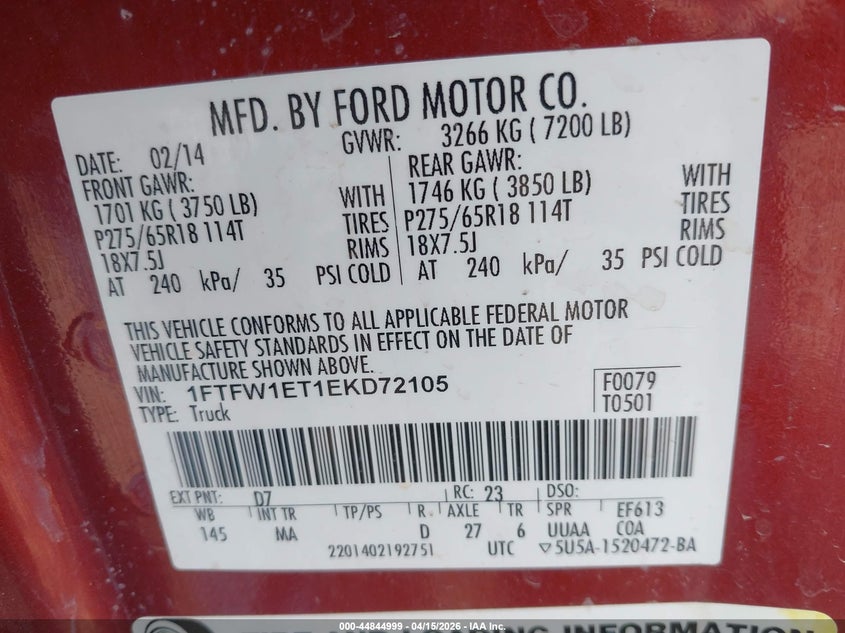 MFD. BY FORD MOTOR CO.
DATE: 02/14 GVWR: 3266 KG ( 7200 LB)
FRONT GAWR: REAR GAWR:
1701 KG ( 3750 LB) WITH 1746 KG ( 3850 LB) WITH
P275/65R18 114T TIRES P275/65R18 114T TIRES
18X7.5J RIMS 18X7.5J RIMS
AT 240 kPa/ 35 PSI COLD AT 240 kPa/ 35 PSI COLD
THIS VEHICLE CONFORMS TO ALL APPLICABLE FEDERAL MOTOR
VEHICLE SAFETY STANDARDS IN EFFECT ON THE DATE OF
MANUFACTURE SHOWN ABOVE.
VIN: 1FTFW1ET1EKD72105 F0079
TYPE: Truck T0501
EXT PNT: D7 RC: 23 DSO:
WB INT TR TP/PS R AXLE TR SPR EF613
145 MA D 27 6 UUAA COA
2201402192751 UTC ▽5U5A-1520472-BA
INFORMATION
000-44844999 - 04/15/2026 - IAA Inc.